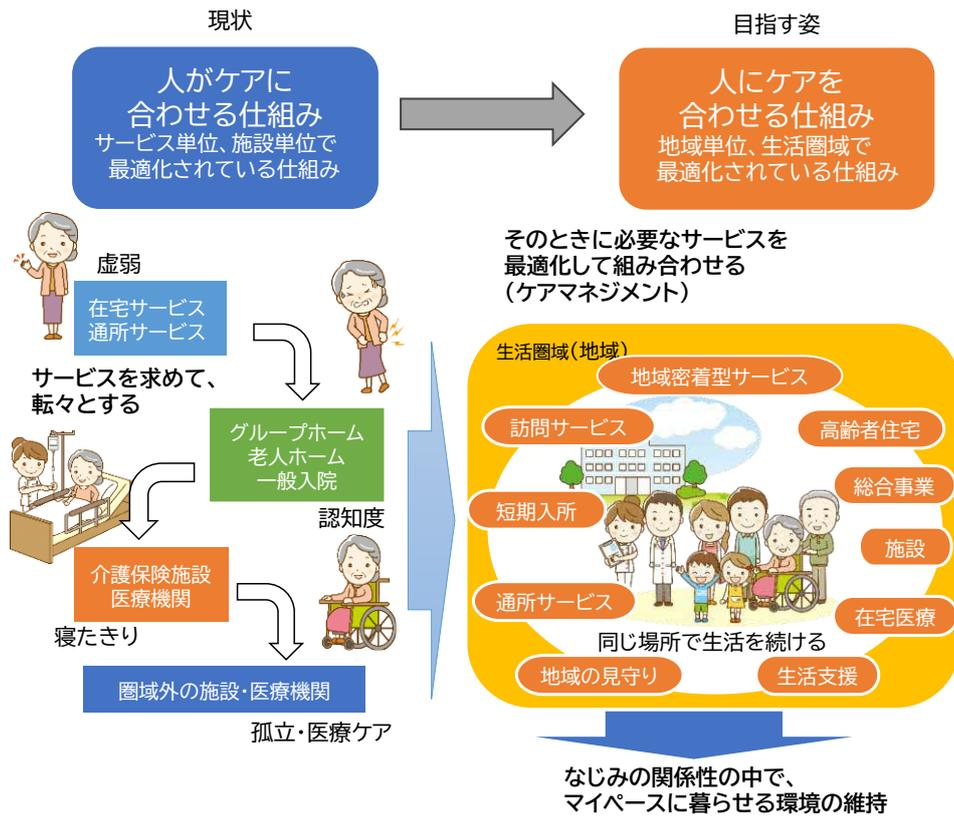 現状
人がケアに
合わせる仕組み
サービス単位、施設単位で
最適化されている仕組み
目指す姿
人にケアを
合わせる仕組み
地域単位、生活圏域で
最適化されている仕組み
虚弱
在宅サービス
通所サービス
サービスを求めて、
転々とする
グループホーム
老人ホーム
一般入院
認知度
介護保険施設
医療機関
寝たきり
圏域外の施設・医療機関
孤立・医療ケア
そのときに必要なサービスを
最適化して組み合わせる
（ケアマネジメント）
生活圏域（地域）
地域密着型サービス
訪問サービス
高齢者住宅
総合事業
短期入所
施設
通所サービス
在宅医療
同じ場所で生活を続ける
地域の見守り
生活支援
なじみの関係性の中で、
マイペースに暮らせる環境の維持